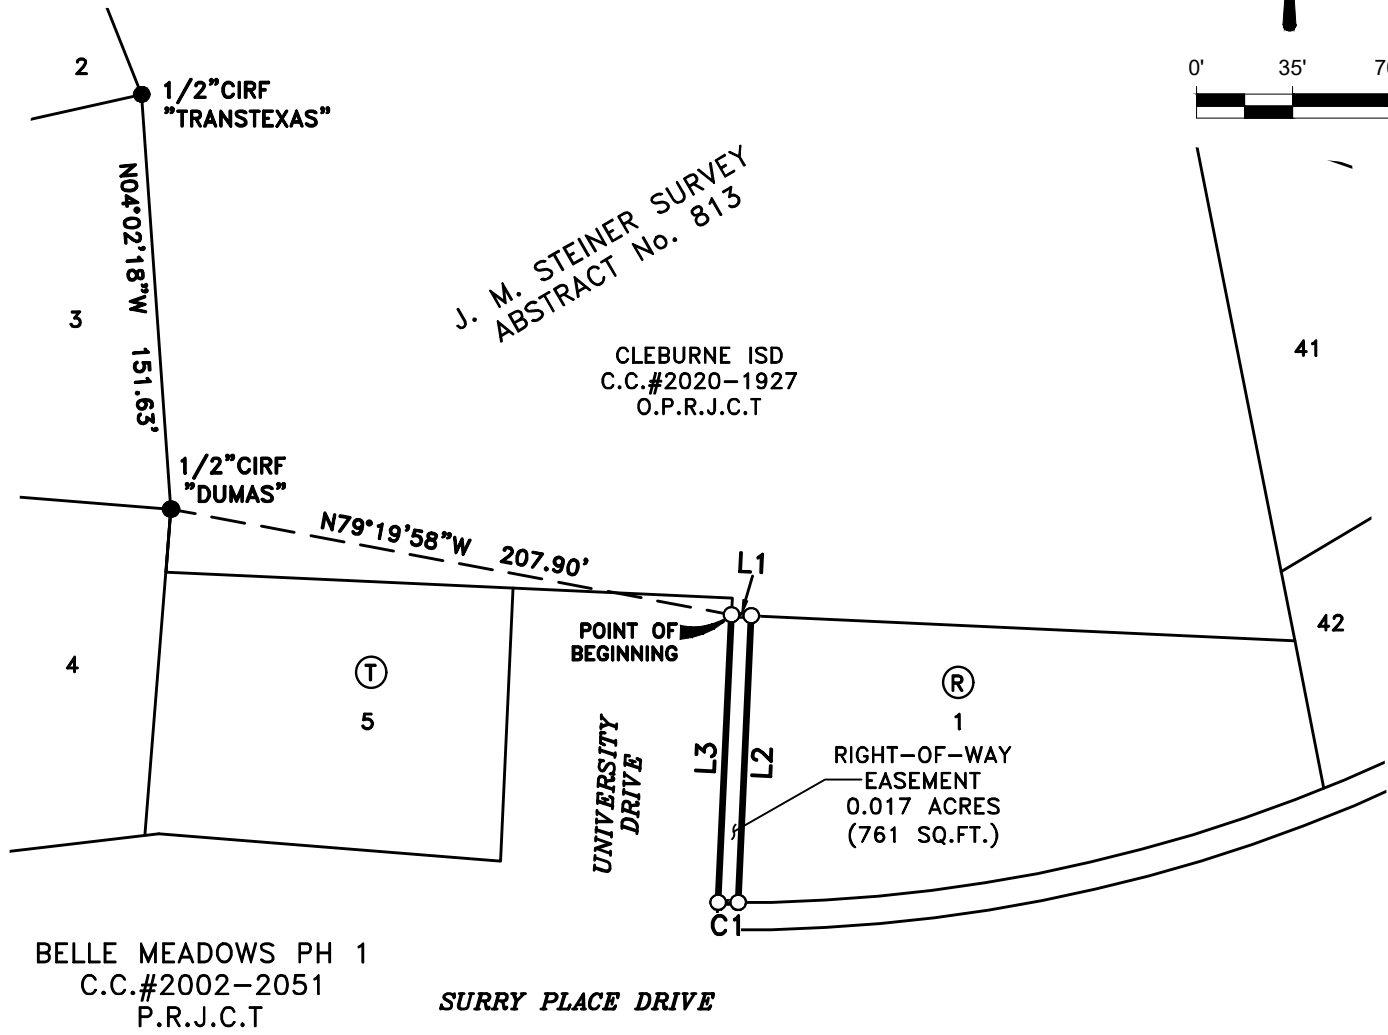 0' 35'
2
1/2"CIRF
"TRANSTEXAS"
N04°02'18"W 151.63'
J. M. STEINER SURVEY
ABSTRACT No. 813
3
CLEBURNE ISD
C.C.#2020-1927
O.P.R.J.C.T
41
1/2"CIRF
"DUMAS"
N79°19'58"W 207.90'
L1
POINT OF
BEGINNING
42
4
T
5
R
1
UNIVERSITY
DRIVE
L3
L2
RIGHT-OF-WAY
EASEMENT
0.017 ACRES
(761 SQ.FT.)
C1
BELLE MEADOWS PH 1
C.C.#2002-2051
P.R.J.C.T
SURRY PLACE DRIVE